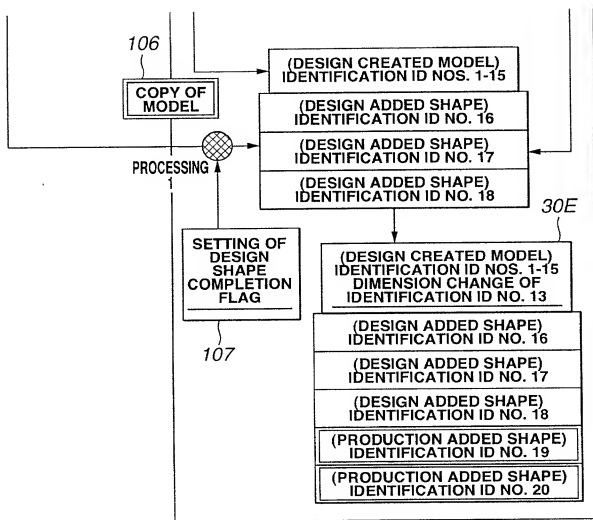 106
COPY OF
MODEL
(DESIGN CREATED MODEL)
IDENTIFICATION ID NOS. 1-15
(DESIGN ADDED SHAPE)
IDENTIFICATION ID NO. 16
(DESIGN ADDED SHAPE)
IDENTIFICATION ID NO. 17
(DESIGN ADDED SHAPE)
IDENTIFICATION ID NO. 18
PROCESSING
1
SETTING OF
DESIGN
SHAPE
COMPLETION
FLAG
107
30E
(DESIGN CREATED MODEL)
IDENTIFICATION ID NOS. 1-15
DIMENSION CHANGE OF
IDENTIFICATION ID NO. 13
(DESIGN ADDED SHAPE)
IDENTIFICATION ID NO. 16
(DESIGN ADDED SHAPE)
IDENTIFICATION ID NO. 17
(DESIGN ADDED SHAPE)
IDENTIFICATION ID NO. 18
(PRODUCTION ADDED SHAPE)
IDENTIFICATION ID NO. 19
(PRODUCTION ADDED SHAPE)
IDENTIFICATION ID NO. 20